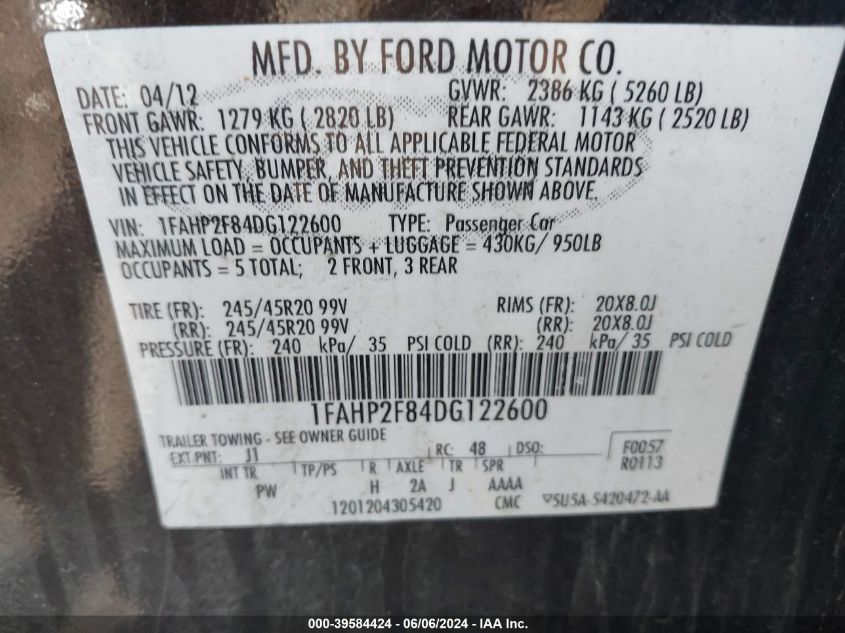 MFD. BY FORD MOTOR CO.
DATE: 04/12 GVWR: 2386 KG ( 5260 LB)
FRONT GAWR: 1279 KG ( 2820 LB) REAR GAWR: 1143 KG ( 2520 LB)
THIS VEHICLE CONFORMS TO ALL APPLICABLE FEDERAL MOTOR
VEHICLE SAFETY, BUMPER, AND THEFT PREVENTION STANDARDS
IN EFFECT ON THE DATE OF MANUFACTURE SHOWN ABOVE.
VIN: 1FAHP2F84DG122600 TYPE: Passenger Car
MAXIMUM LOAD = OCCUPANTS + LUGGAGE = 430KG/ 950LB
OCCUPANTS = 5 TOTAL; 2 FRONT, 3 REAR
TIRE (FR): 245/45R20 99V RIMS (FR): 20X8.0J
(RR): 245/45R20 99V (RR): 20X8.0J
PRESSURE (FR): 240 kPa/ 35 PSI COLD (RR): 240 kPa/ 35 PSI COLD
1FAHP2F84DG122600
TRAILER TOWING - SEE OWNER GUIDE
EXT PNT: J1 RC: 48 DSO: F0057
R0113
INT TR TP/PS R AXLE TR SPR
PW H 2A J AAAA
1201204305420 CMC 5U5A-5420472-AA
000-39584424 - 06/06/2024 - IAA Inc.